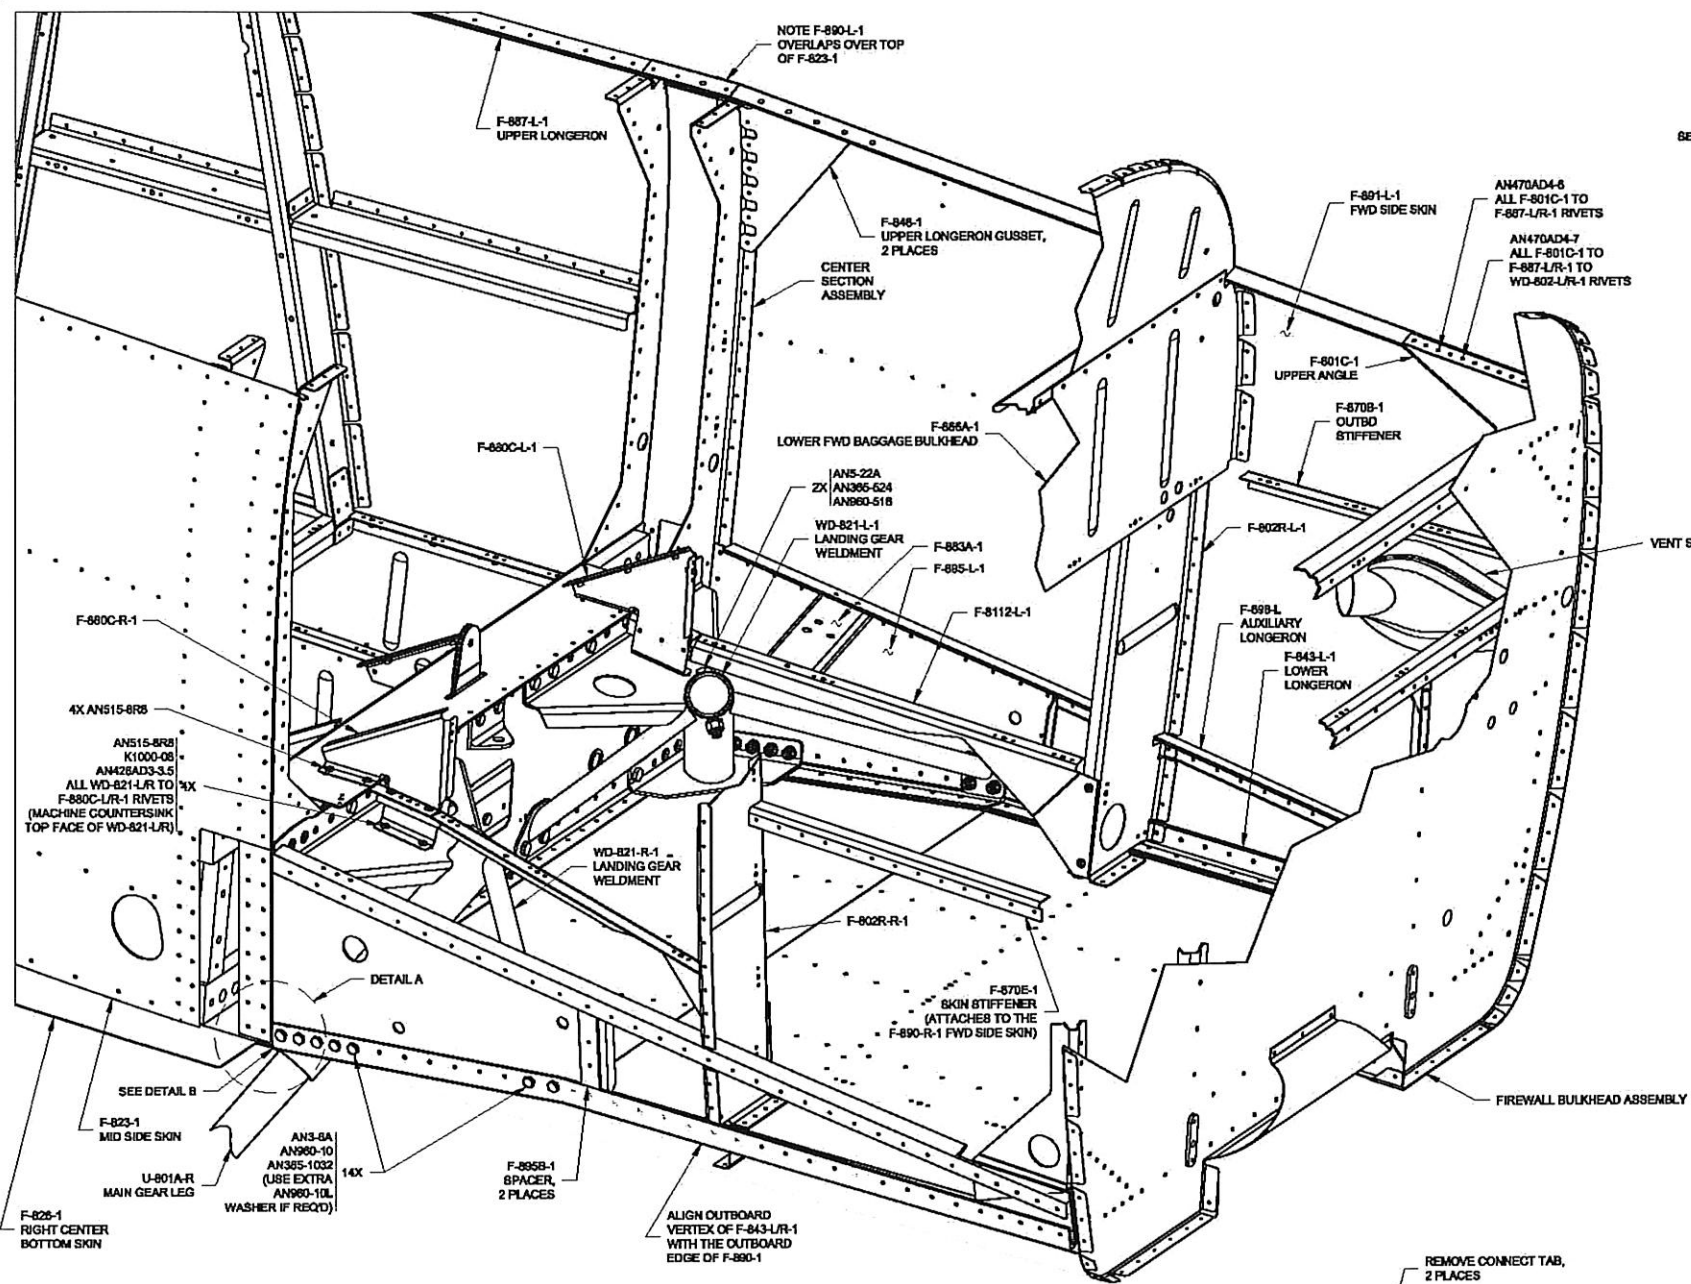 NOTE F-890-L-1
OVERLAPS OVER TOP
OF F-823-1
F-887-L-1
UPPER LONGERON
SE
F-846-1
UPPER LONGERON GUSSET,
2 PLACES
CENTER
SECTION
ASSEMBLY
F-891-L-1
FWD SIDE SKIN
AN470AD4-6
ALL F-601C-1 TO
F-887-L/R-1 RIVETS
AN470AD4-7
ALL F-601C-1 TO
F-887-L/R-1 TO
WD-802-L/R-1 RIVETS
F-601C-1
UPPER ANGLE
F-870B-1
OUTBD
STIFFENER
LOWER FWD BAGGAGE BULKHEAD
F-880C-L-1
2X
AN5-22A
AN365-524
AN960-516
WD-821-L-1
LANDING GEAR
WELDMENT
F-883A-1
F-895-L-1
F-8112-L-1
F-802R-L-1
VENT S
F-898-L
AUXILIARY
LONGERON
F-843-L-1
LOWER
LONGERON
F-880C-R-1
4X AN515-8R8
AN515-8R8
K1000-08
AN426AD3-3.5
ALL WD-821-L/R TO
F-880C-L/R-1 RIVETS
(MACHINE COUNTERSINK
TOP FACE OF WD-821-L/R)
WD-821-R-1
LANDING GEAR
WELDMENT
F-802R-R-1
F-870E-1
SKIN STIFFENER
(ATTACHES TO THE
F-890-R-1 FWD SIDE SKIN)
DETAIL A
SEE DETAIL B
F-823-1
MID SIDE SKIN
U-801A-R
MAIN GEAR LEG
F-826-1
RIGHT CENTER
BOTTOM SKIN
AN3-6A
AN960-10
AN365-1032
(USE EXTRA
AN960-10L
WASHER IF REQ'D)
14X
F-895B-1
SPACER,
2 PLACES
ALIGN OUTBOARD
VERTEX OF F-843-L/R-1
WITH THE OUTBOARD
EDGE OF F-890-1
FIREWALL BULKHEAD ASSEMBLY
REMOVE CONNECT TAB,
2 PLACES